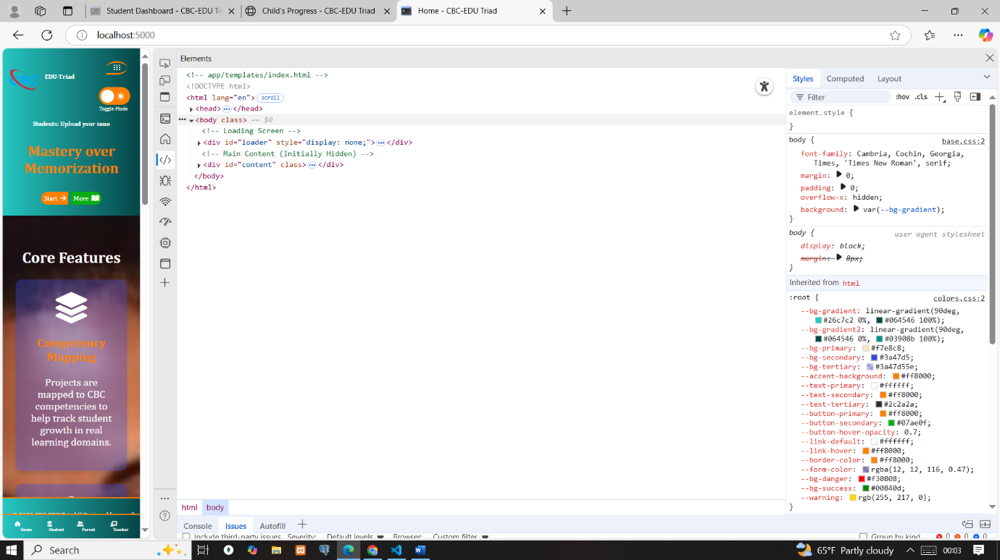 Student Dashboard - CBC-EDU Tri
Child's Progress - CBC-EDU Triad
Home - CBC-EDU Triad
localhost:5000
EDU-Triad
Toggle-Mode
Students: Upload your inno
Mastery over
Memorization
Start
More
Core Features
Competency
Mapping
Projects are
mapped to CBC
competencies to
help track student
growth in real
learning domains.
Home
Student
Parent
Teacher
Elements
<!-- app/templates/index.html -->
<!DOCTYPE html>
<html lang="en"> scroll
<head> ⋯ </head>
<body class> == $0
<!-- Loading Screen -->
<div id="loader" style="display: none;"> ⋯ </div>
<!-- Main Content (Initially Hidden) -->
<div id="content" class> ⋯ </div>
</body>
</html>
html body
Console Issues Autofill
Include third-party issues Severity: Default levels Browser: Custom filter Group by kind 0 0 0
Styles Computed Layout
Filter :hov .cls
element.style {
}
body { base.css:2
font-family: Cambria, Cochin, Georgia,
Times, 'Times New Roman', serif;
margin: 0;
padding: 0;
overflow-x: hidden;
background: var(--bg-gradient);
}
body { user agent stylesheet
display: block;
margin: 8px;
}
Inherited from html
:root { colors.css:2
--bg-gradient: linear-gradient(90deg,
#26c7c2 0%, #064546 100%);
--bg-gradient2: linear-gradient(90deg,
#064546 0%, #03908b 100%);
--bg-primary: #f7e8c8;
--bg-secondary: #3a47d5;
--bg-tertiary: #3a47d55e;
--accent-background: #ff8000;
--text-primary: #ffffff;
--text-secondary: #ff8000;
--text-tertiary: #2c2a2a;
--button-primary: #ff8000;
--button-secondary: #07ae0f;
--button-hover-opacity: 0.7;
--link-default: #ffffff;
--link-hover: #ff8000;
--border-color: #ff8000;
--form-color: rgba(12, 12, 116, 0.47);
--bg-danger: #f30808;
--bg-success: #00840d;
--warning: rgb(255, 217, 0);
}
Search
65°F Partly cloudy
00:03